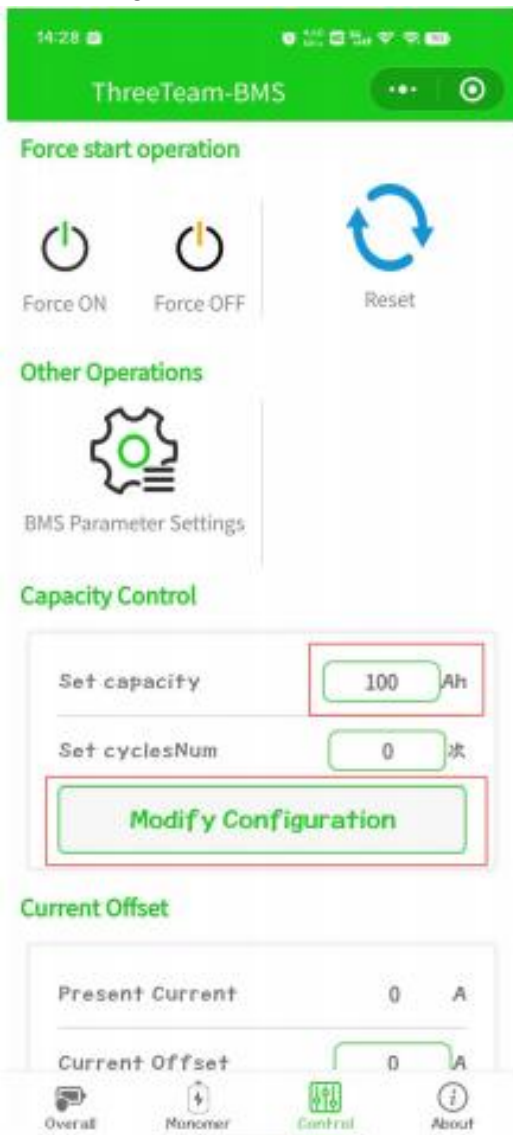 14:28
ThreeTeam-BMS
Force start operation
Force ON
Force OFF
Reset
Other Operations
BMS Parameter Settings
Capacity Control
Set capacity 100 Ah
Set cyclesNum 0 次
Modify Configuration
Current Offset
Present Current 0 A
Current Offset 0 A
Overall
Monomer
Control
About